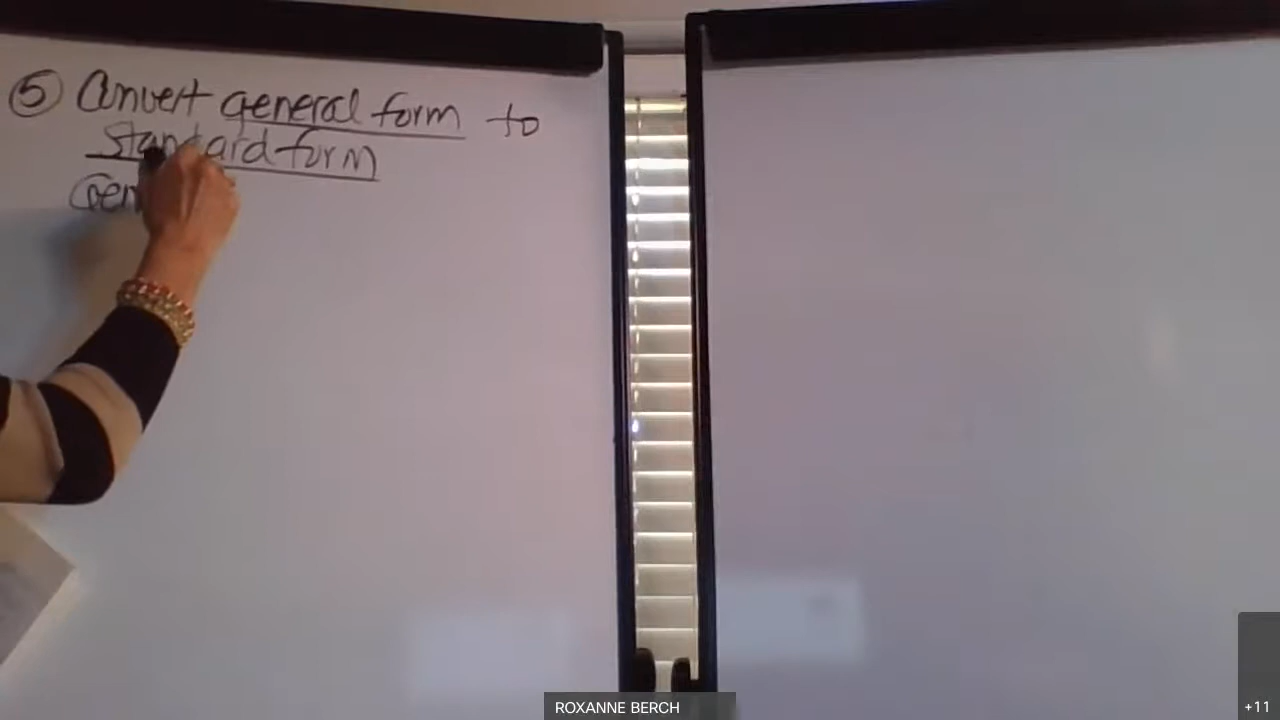 ⑤ Convert general form to
standard form
Gen
ROXANNE BERCH
+11